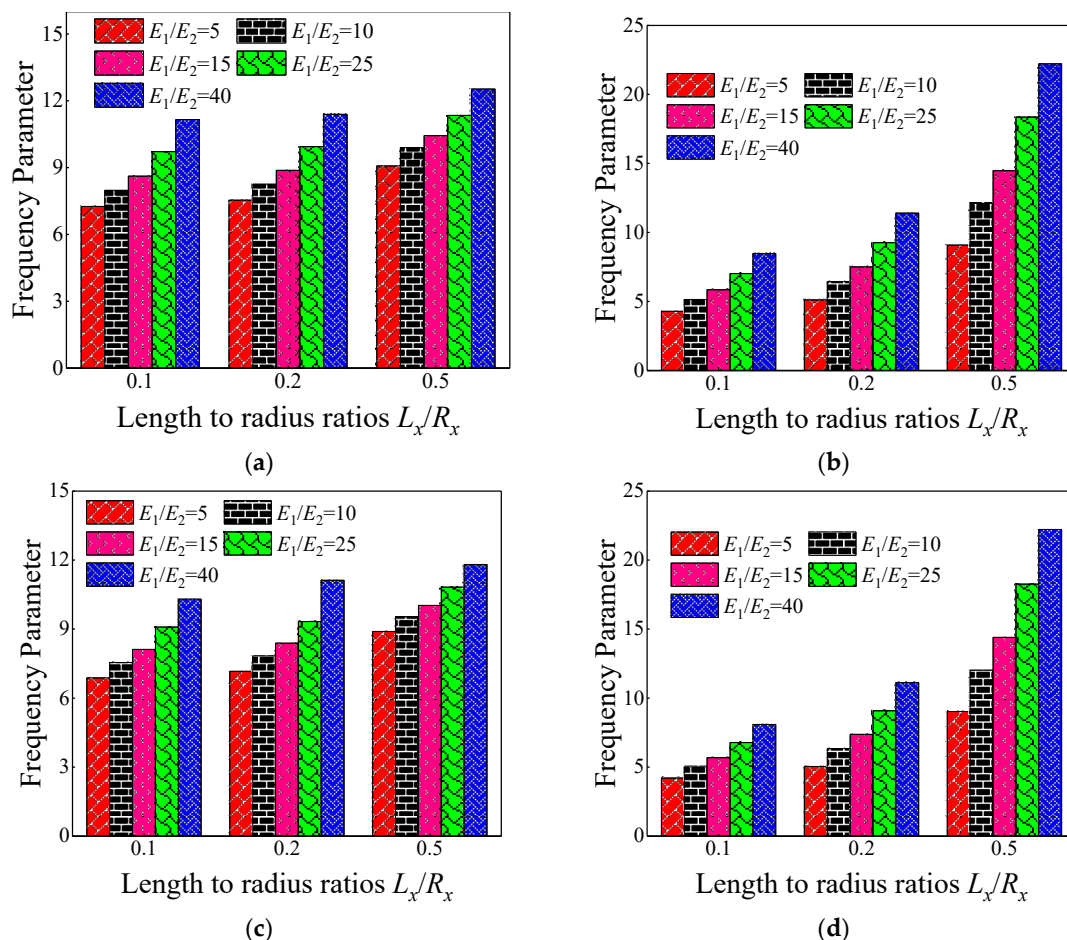 15
12
9
6
3
0
Frequency Parameter
E₁/E₂=5 E₁/E₂=10
E₁/E₂=15 E₁/E₂=25
E₁/E₂=40
0.1 0.2 0.5
Length to radius ratios Lₓ/Rₓ
(a)
25
20
15
10
5
0
Frequency Parameter
E₁/E₂=5 E₁/E₂=10
E₁/E₂=15 E₁/E₂=25
E₁/E₂=40
0.1 0.2 0.5
Length to radius ratios Lₓ/Rₓ
(b)
15
12
9
6
3
0
Frequency Parameter
E₁/E₂=5 E₁/E₂=10
E₁/E₂=15 E₁/E₂=25
E₁/E₂=40
0.1 0.2 0.5
Length to radius ratios Lₓ/Rₓ
(c)
25
20
15
10
5
0
Frequency Parameter
E₁/E₂=5 E₁/E₂=10
E₁/E₂=15 E₁/E₂=25
E₁/E₂=40
0.1 0.2 0.5
Length to radius ratios Lₓ/Rₓ
(d)